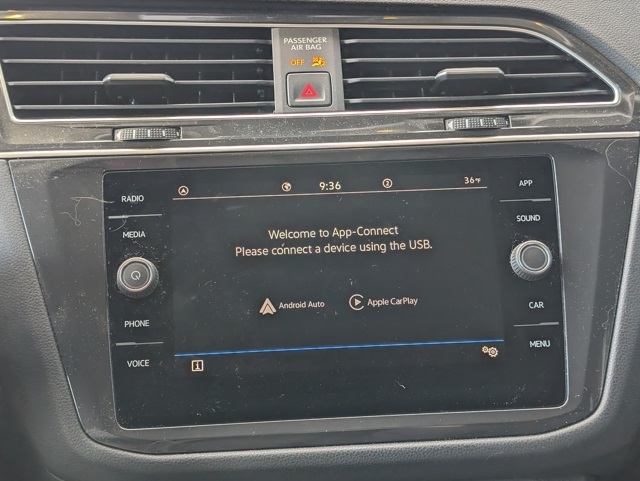 PASSENGER
AIR BAG
OFF
RADIO
MEDIA
PHONE
VOICE
9:36
2
36°F
Welcome to App-Connect
Please connect a device using the USB.
Android Auto
Apple CarPlay
i
APP
SOUND
CAR
MENU